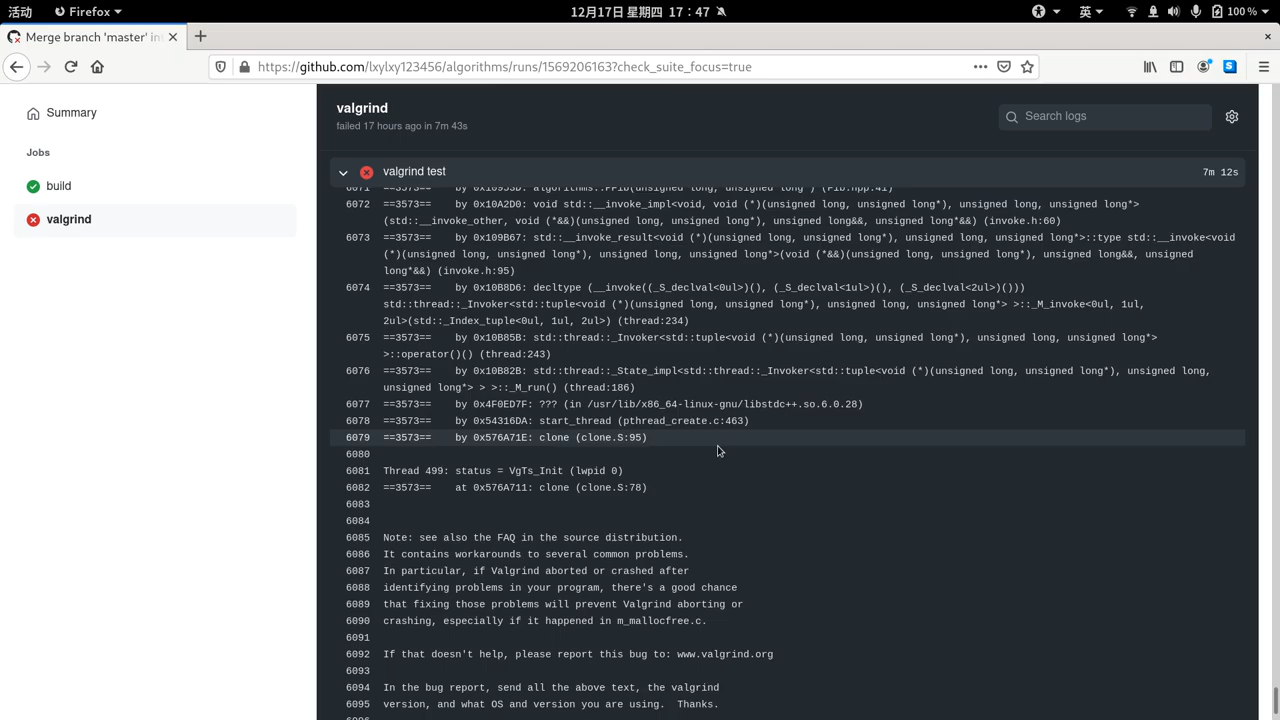 活动 Firefox 12月17日 星期四 17：47 英 100 %
Merge branch 'master' in
https://github.com/lxylxy123456/algorithms/runs/1569206163?check_suite_focus=true
Summary
Jobs
build
valgrind
valgrind
failed 17 hours ago in 7m 43s
Search logs
valgrind test 7m 12s
6072 ==3573== by 0x10A2D0: void std::__invoke_impl<void, void (*)(unsigned long, unsigned long*), unsigned long, unsigned long*>
(std::__invoke_other, void (*&&)(unsigned long, unsigned long*), unsigned long&&, unsigned long*&&) (invoke.h:60)
6073 ==3573== by 0x109B67: std::__invoke_result<void (*)(unsigned long, unsigned long*), unsigned long, unsigned long*>::type std::__invoke<void
(*)(unsigned long, unsigned long*), unsigned long, unsigned long*>(void (*&&)(unsigned long, unsigned long*), unsigned long&&, unsigned
long*&&) (invoke.h:95)
6074 ==3573== by 0x10B8D6: decltype (__invoke((_S_declval<0ul>)(), (_S_declval<1ul>)(), (_S_declval<2ul>)()))
std::thread::_Invoker<std::tuple<void (*)(unsigned long, unsigned long*), unsigned long, unsigned long*> >::_M_invoke<0ul, 1ul,
2ul>(std::_Index_tuple<0ul, 1ul, 2ul>) (thread:234)
6075 ==3573== by 0x10B85B: std::thread::_Invoker<std::tuple<void (*)(unsigned long, unsigned long*), unsigned long, unsigned long*>
>::operator()() (thread:243)
6076 ==3573== by 0x10B82B: std::thread::_State_impl<std::thread::_Invoker<std::tuple<void (*)(unsigned long, unsigned long*), unsigned long,
unsigned long*> > >::_M_run() (thread:186)
6077 ==3573== by 0x4F0ED7F: ??? (in /usr/lib/x86_64-linux-gnu/libstdc++.so.6.0.28)
6078 ==3573== by 0x54316DA: start_thread (pthread_create.c:463)
6079 ==3573== by 0x576A71E: clone (clone.S:95)
6080
6081 Thread 499: status = VgTs_Init (lwpid 0)
6082 ==3573== at 0x576A711: clone (clone.S:78)
6083
6084
6085 Note: see also the FAQ in the source distribution.
6086 It contains workarounds to several common problems.
6087 In particular, if Valgrind aborted or crashed after
6088 identifying problems in your program, there's a good chance
6089 that fixing those problems will prevent Valgrind aborting or
6090 crashing, especially if it happened in m_mallocfree.c.
6091
6092 If that doesn't help, please report this bug to: www.valgrind.org
6093
6094 In the bug report, send all the above text, the valgrind
6095 version, and what OS and version you are using. Thanks.